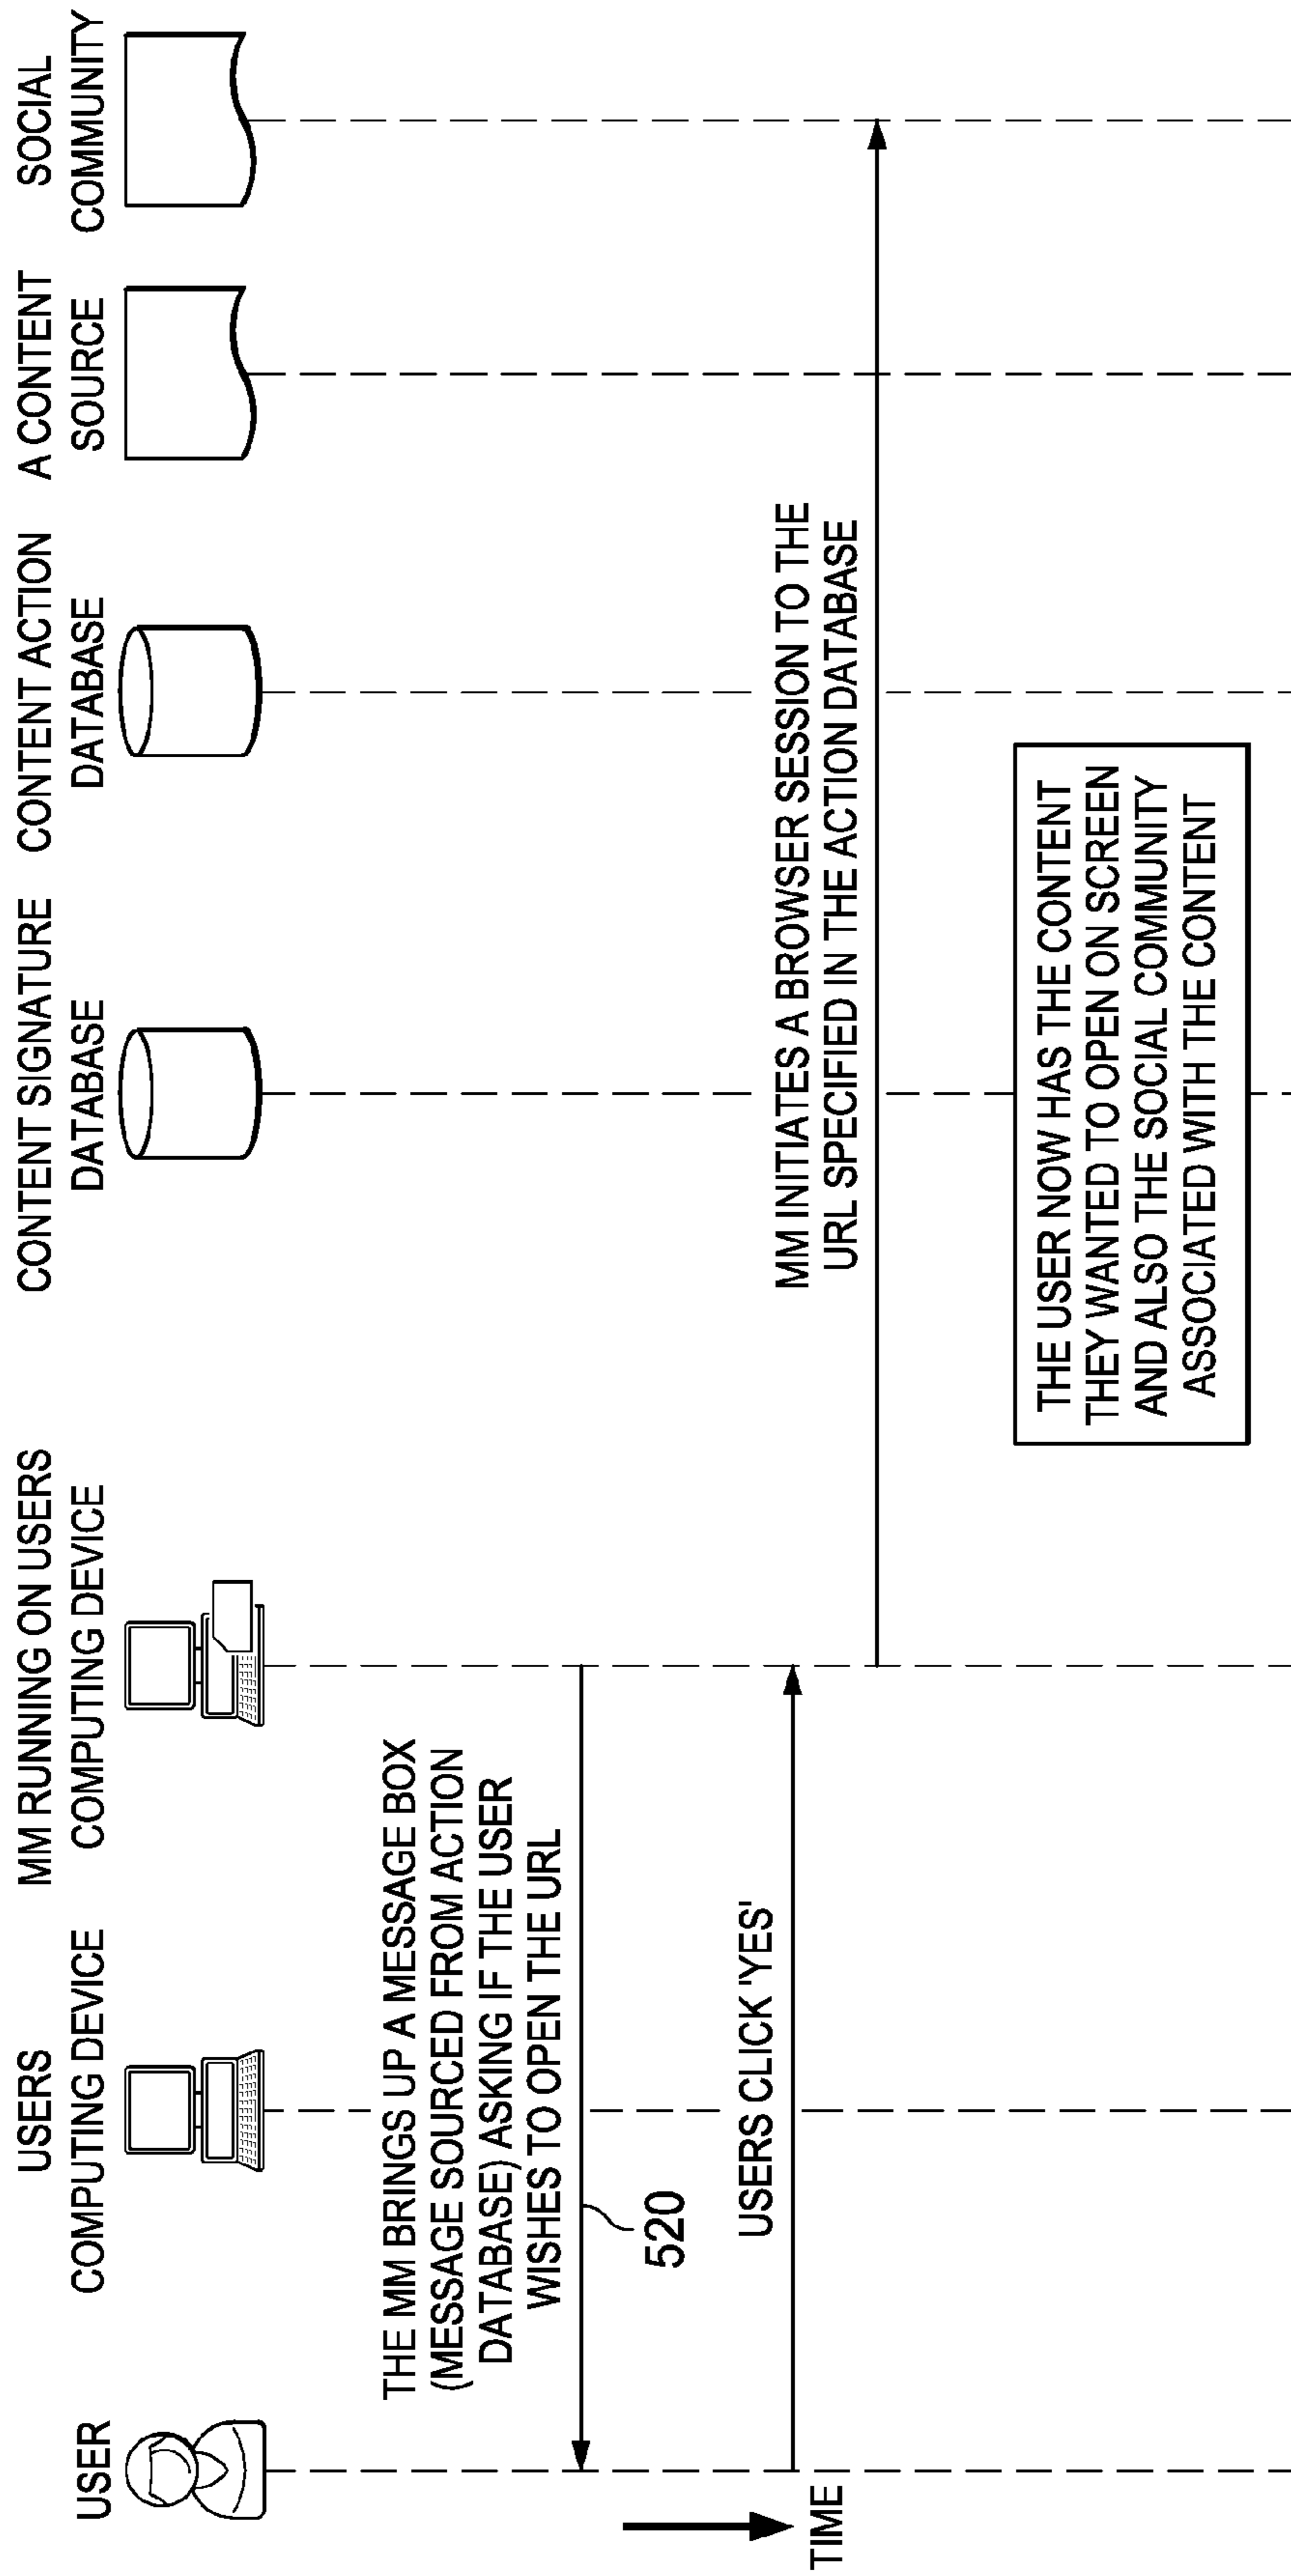 USER
USERS
COMPUTING DEVICE
MM RUNNING ON USERS
COMPUTING DEVICE
CONTENT SIGNATURE
DATABASE
CONTENT ACTION
DATABASE
A CONTENT
SOURCE
SOCIAL
COMMUNITY
THE MM BRINGS UP A MESSAGE BOX
(MESSAGE SOURCED FROM ACTION
DATABASE) ASKING IF THE USER
WISHES TO OPEN THE URL
520
USERS CLICK 'YES'
TIME
MM INITIATES A BROWSER SESSION TO THE
URL SPECIFIED IN THE ACTION DATABASE
THE USER NOW HAS THE CONTENT
THEY WANTED TO OPEN ON SCREEN
AND ALSO THE SOCIAL COMMUNITY
ASSOCIATED WITH THE CONTENT